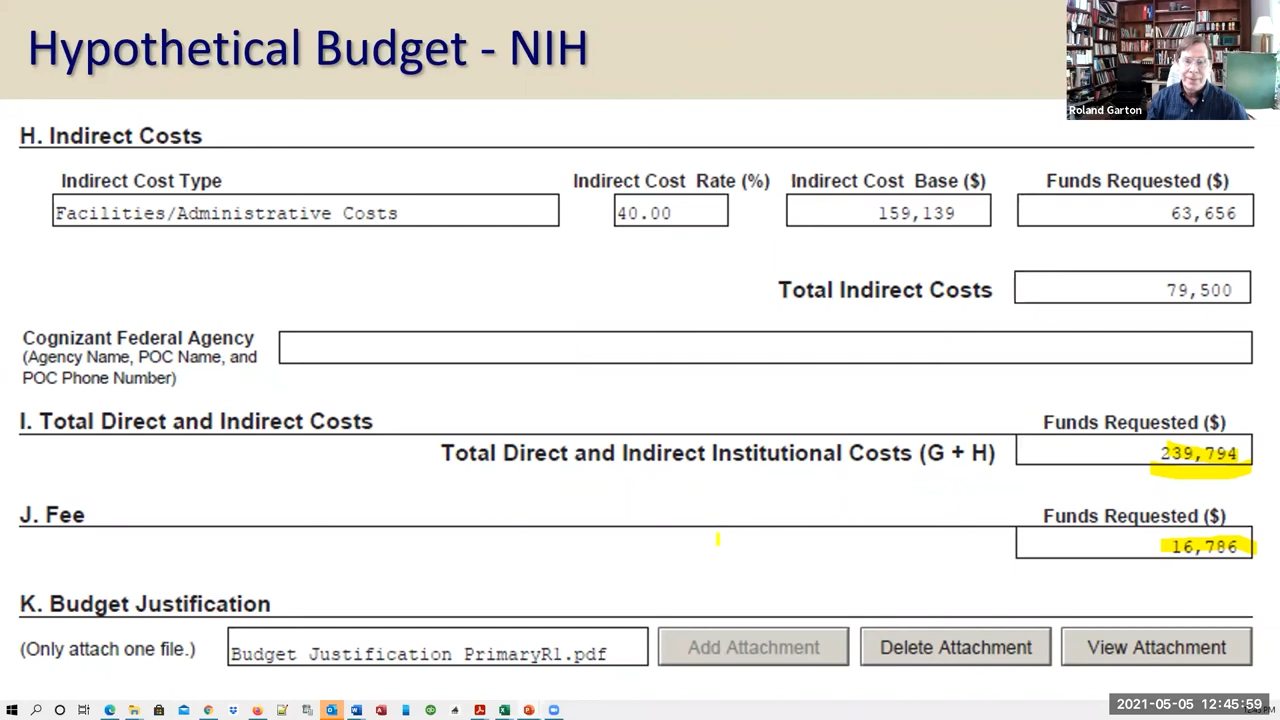 Hypothetical Budget - NIH
Roland Garton
H. Indirect Costs
Indirect Cost Type Indirect Cost Rate (%) Indirect Cost Base ($) Funds Requested ($)
Facilities/Administrative Costs 40.00 159,139 63,656
Total Indirect Costs 79,500
Cognizant Federal Agency
(Agency Name, POC Name, and
POC Phone Number)
I. Total Direct and Indirect Costs Funds Requested ($)
Total Direct and Indirect Institutional Costs (G + H) 239,794
J. Fee Funds Requested ($)
16,786
K. Budget Justification
(Only attach one file.) Budget Justification PrimaryR1.pdf Add Attachment Delete Attachment View Attachment
2021-05-05 12:45:59